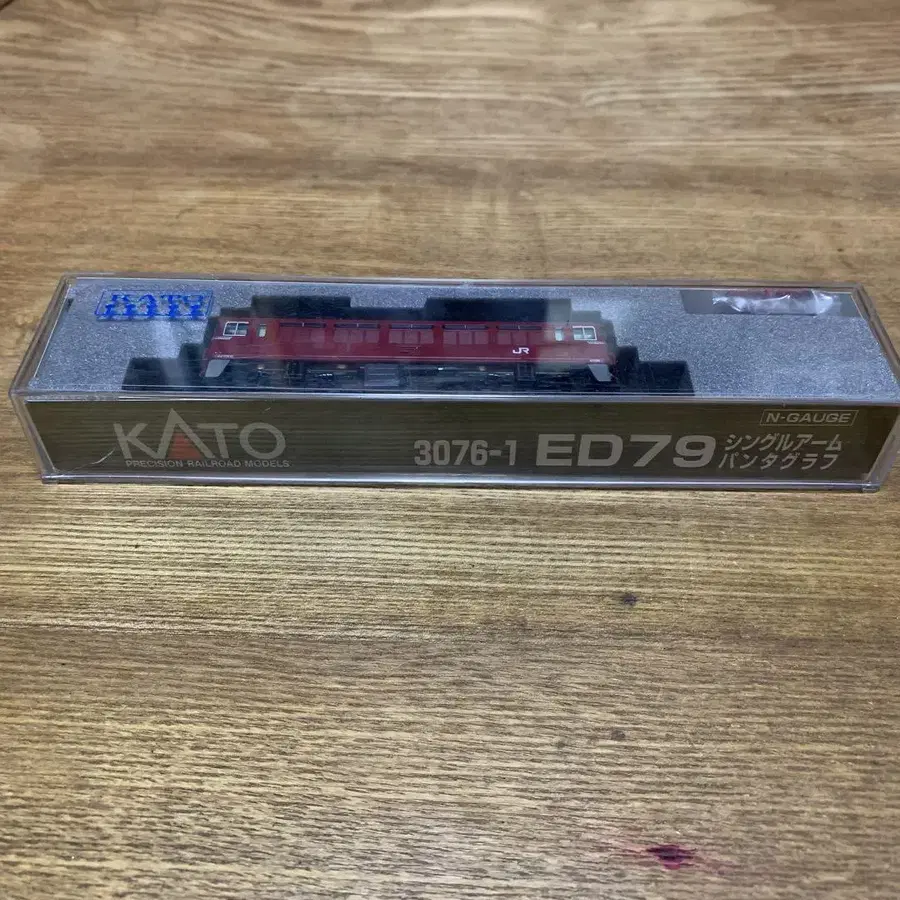 KATO
JR
N-GAUGE
KATO
PRECISION RAILROAD MODELS
3076-1 ED79 シングルアーム
パンタグラフ